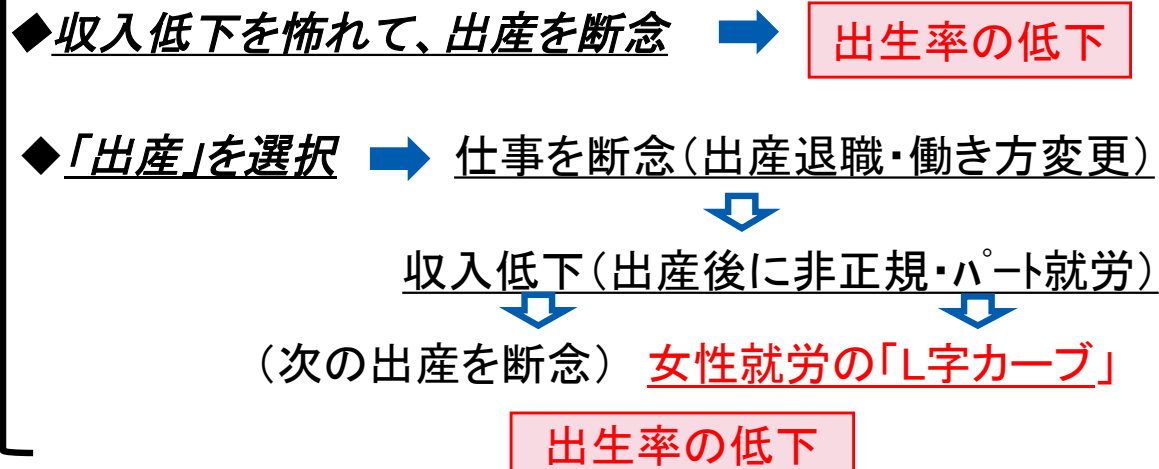 ◆収入低下を怖れて、出産を断念 出生率の低下
◆「出産」を選択 仕事を断念(出産退職・働き方変更)
収入低下(出産後に非正規・ﾊﾟｰﾄ就労)
(次の出産を断念) 女性就労の「L字カーブ」
出生率の低下